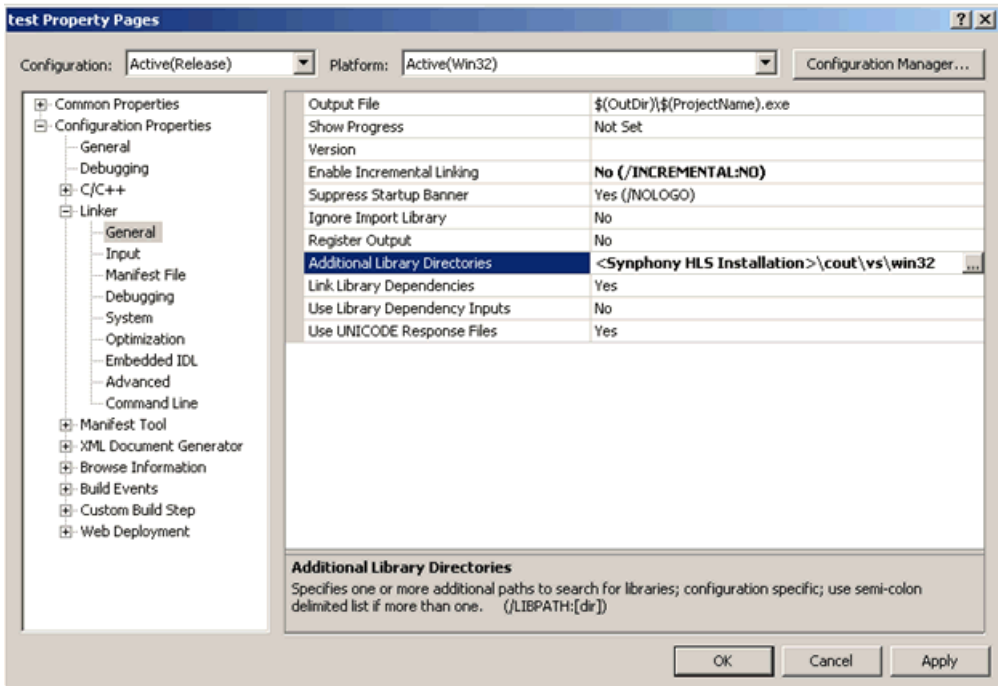 test Property Pages
Configuration: Active(Release) Platform: Active(Win32) Configuration Manager...
Common Properties
Configuration Properties
General
Debugging
C/C++
Linker
General
Input
Manifest File
Debugging
System
Optimization
Embedded IDL
Advanced
Command Line
Manifest Tool
XML Document Generator
Browse Information
Build Events
Custom Build Step
Web Deployment
Output File $(OutDir)\$(ProjectName).exe
Show Progress Not Set
Version
Enable Incremental Linking No (/INCREMENTAL:NO)
Suppress Startup Banner Yes (/NOLOGO)
Ignore Import Library No
Register Output No
Additional Library Directories <Synphony HLS Installation>\cout\vs\win32 ...
Link Library Dependencies Yes
Use Library Dependency Inputs No
Use UNICODE Response Files Yes
Additional Library Directories
Specifies one or more additional paths to search for libraries; configuration specific; use semi-colon
delimited list if more than one. (/LIBPATH:[dir])
OK Cancel Apply